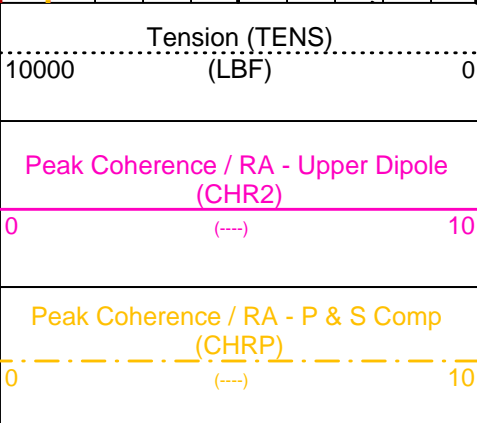 Tension (TENS)
10000 (LBF) 0
Peak Coherence / RA - Upper Dipole
(CHR2)
0 (----) 10
Peak Coherence / RA - P & S Comp
(CHRP)
0 (----) 10